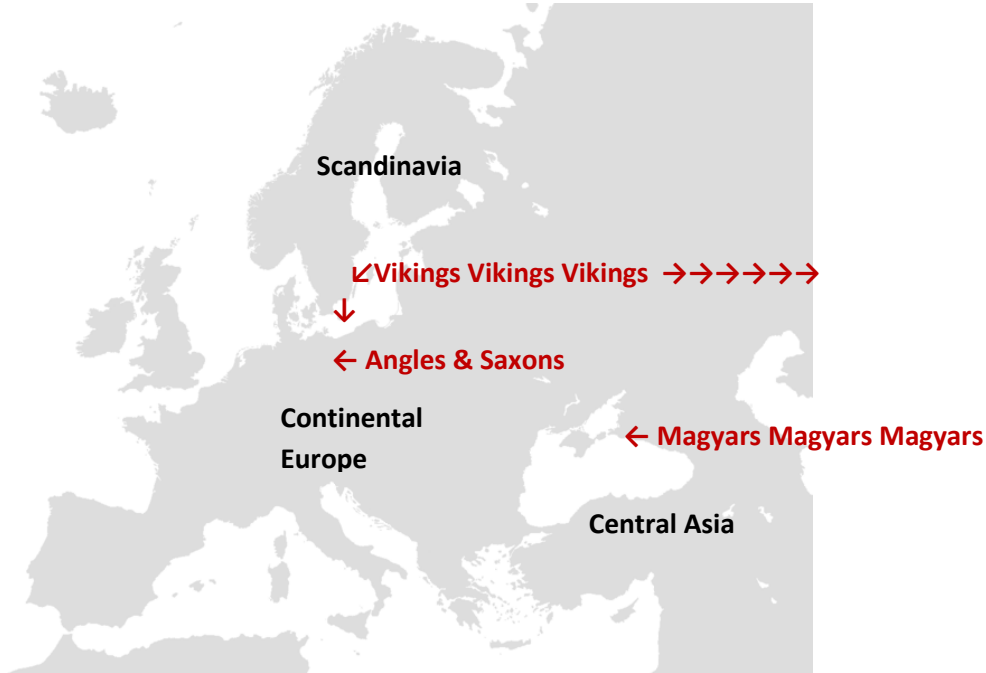 Scandinavia
↙Vikings Vikings Vikings →→→→→→
↓
← Angles & Saxons
Continental
Europe
← Magyars Magyars Magyars
Central Asia